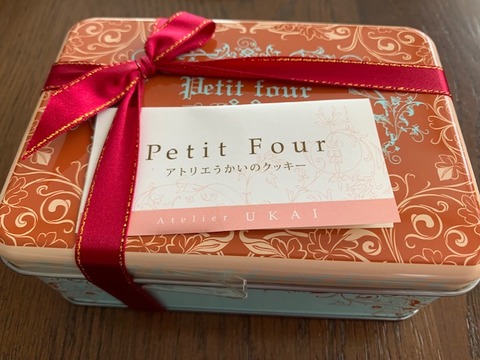 Petit four
Petit Four
アトリエうかいのクッキー
Atelier UKAI